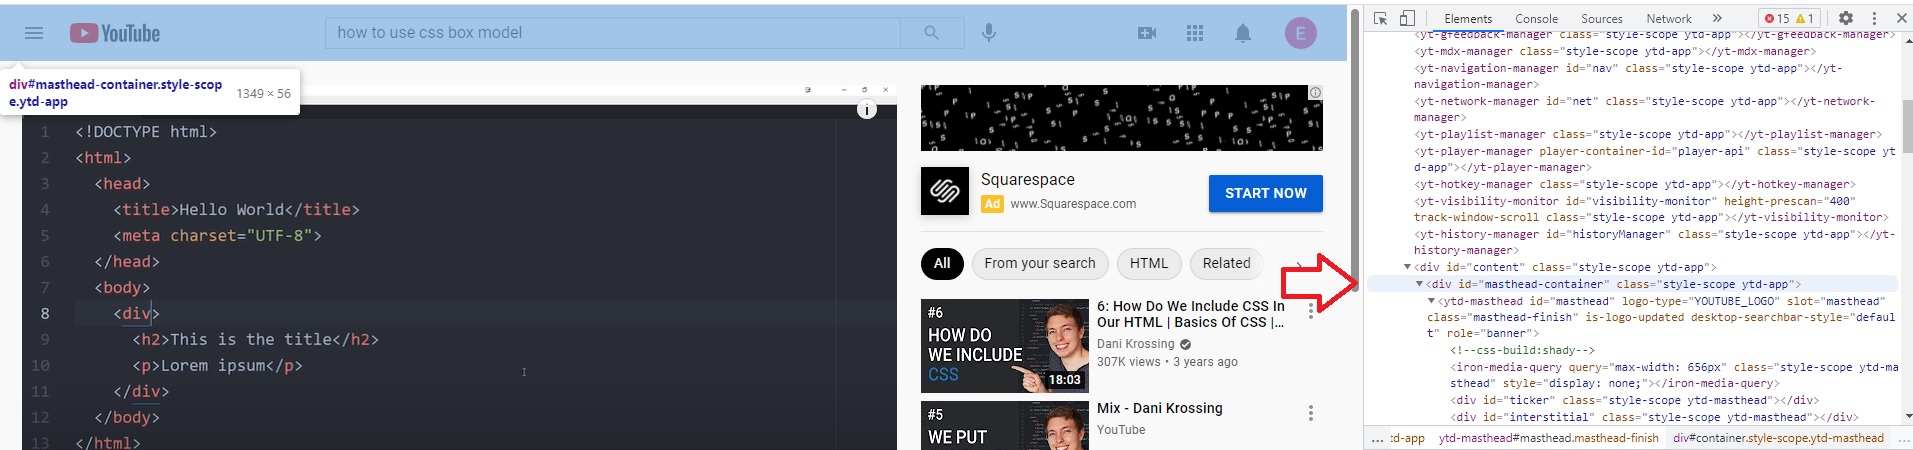 YouTube
how to use css box model
E
div#masthead-container.style-scop
e.ytd-app
1349 × 56
i
1 <!DOCTYPE html>
2 <html>
3 <head>
4 <title>Hello World</title>
5 <meta charset="UTF-8">
6 </head>
7 <body>
8 <div>
9 <h2>This is the title</h2>
10 <p>Lorem ipsum</p>
11 </div>
12 </body>
13 </html>
Squarespace
Ad www.Squarespace.com
START NOW
All
From your search
HTML
Related
#6
HOW DO
WE INCLUDE
CSS
18:03
6: How Do We Include CSS In
Our HTML | Basics Of CSS |...
Dani Krossing
307K views • 3 years ago
#5
WE PUT
Mix - Dani Krossing
YouTube
Elements
Console
Sources
Network
»
15
1
<yt-gfeedback-manager class="style-scope ytd-app"></yt-gfeedback-manager>
<yt-mdx-manager class="style-scope ytd-app"></yt-mdx-manager>
<yt-navigation-manager id="nav" class="style-scope ytd-app"></yt-
navigation-manager>
<yt-network-manager id="net" class="style-scope ytd-app"></yt-network-
manager>
<yt-playlist-manager class="style-scope ytd-app"></yt-playlist-manager>
<yt-player-manager player-container-id="player-api" class="style-scope yt
d-app"></yt-player-manager>
<yt-hotkey-manager class="style-scope ytd-app"></yt-hotkey-manager>
<yt-visibility-monitor id="visibility-monitor" height-prescan="400"
track-window-scroll class="style-scope ytd-app"></yt-visibility-monitor>
<yt-history-manager id="historyManager" class="style-scope ytd-app"></yt-
history-manager>
<div id="content" class="style-scope ytd-app">
<div id="masthead-container" class="style-scope ytd-app">
<ytd-masthead id="masthead" logo-type="YOUTUBE_LOGO" slot="masthead"
class="masthead-finish" is-logo-updated desktop-searchbar-style="defaul
t" role="banner">
<!--css-build:shady-->
<iron-media-query query="max-width: 656px" class="style-scope ytd-ma
sthead" style="display: none;"></iron-media-query>
<div id="ticker" class="style-scope ytd-masthead"></div>
<div id="interstitial" class="style-scope ytd-masthead"></div>
... td-app ytd-masthead#masthead.masthead-finish div#container.style-scope.ytd-masthead ...